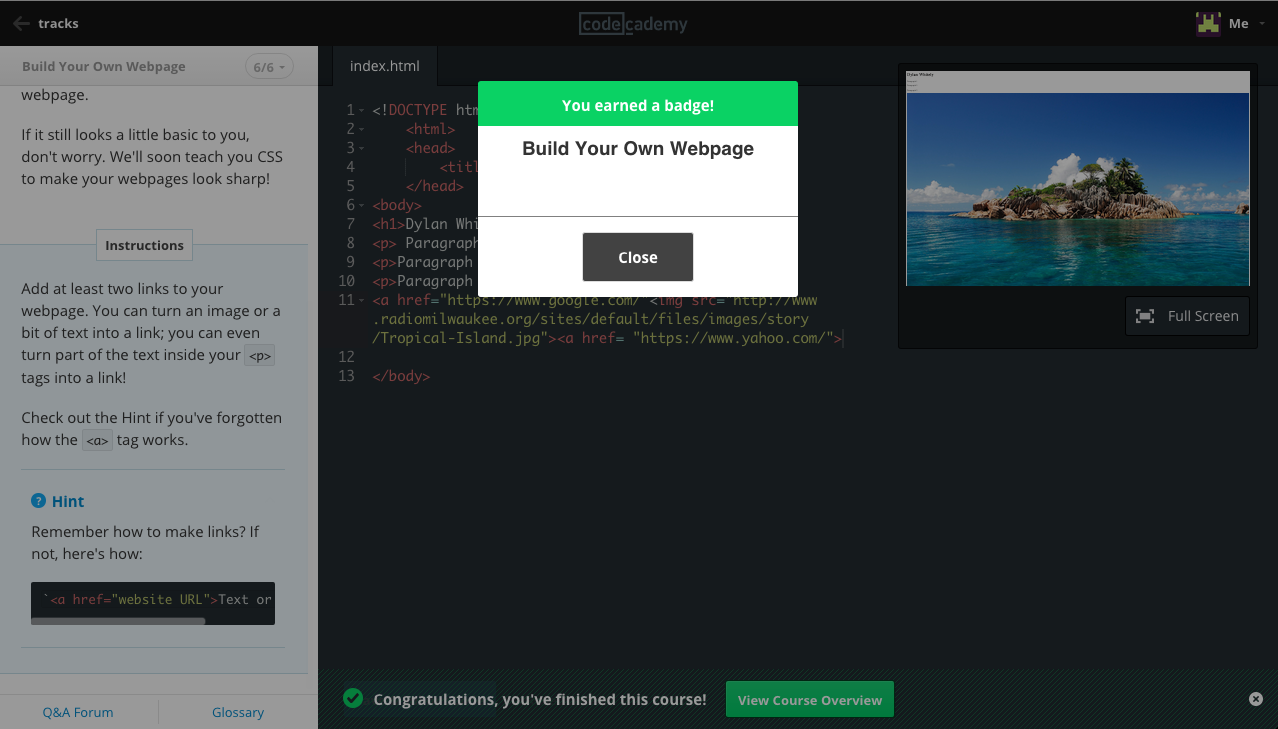 tracks
codecademy
Me
Build Your Own Webpage
6/6
webpage.
If it still looks a little basic to you,
don't worry. We'll soon teach you CSS
to make your webpages look sharp!
Instructions
Add at least two links to your
webpage. You can turn an image or a
bit of text into a link; you can even
turn part of the text inside your <p>
tags into a link!
Check out the Hint if you've forgotten
how the <a> tag works.
? Hint
Remember how to make links? If
not, here's how:
`<a href="website URL">Text or
Q&A Forum
Glossary
index.html
1 <!DOCTYPE htm
2 <html>
3 <head>
4 <titl
5 </head>
6 <body>
7 <h1>Dylan Whi
8 <p> Paragraph
9 <p>Paragraph
10 <p>Paragraph
11 <a href="https://www.google.com/ <img src="http://www
.radiomilwaukee.org/sites/default/files/images/story
/Tropical-Island.jpg"><a href= "https://www.yahoo.com/">
12
13 </body>
You earned a badge!
Build Your Own Webpage
Close
Full Screen
Congratulations, you've finished this course!
View Course Overview